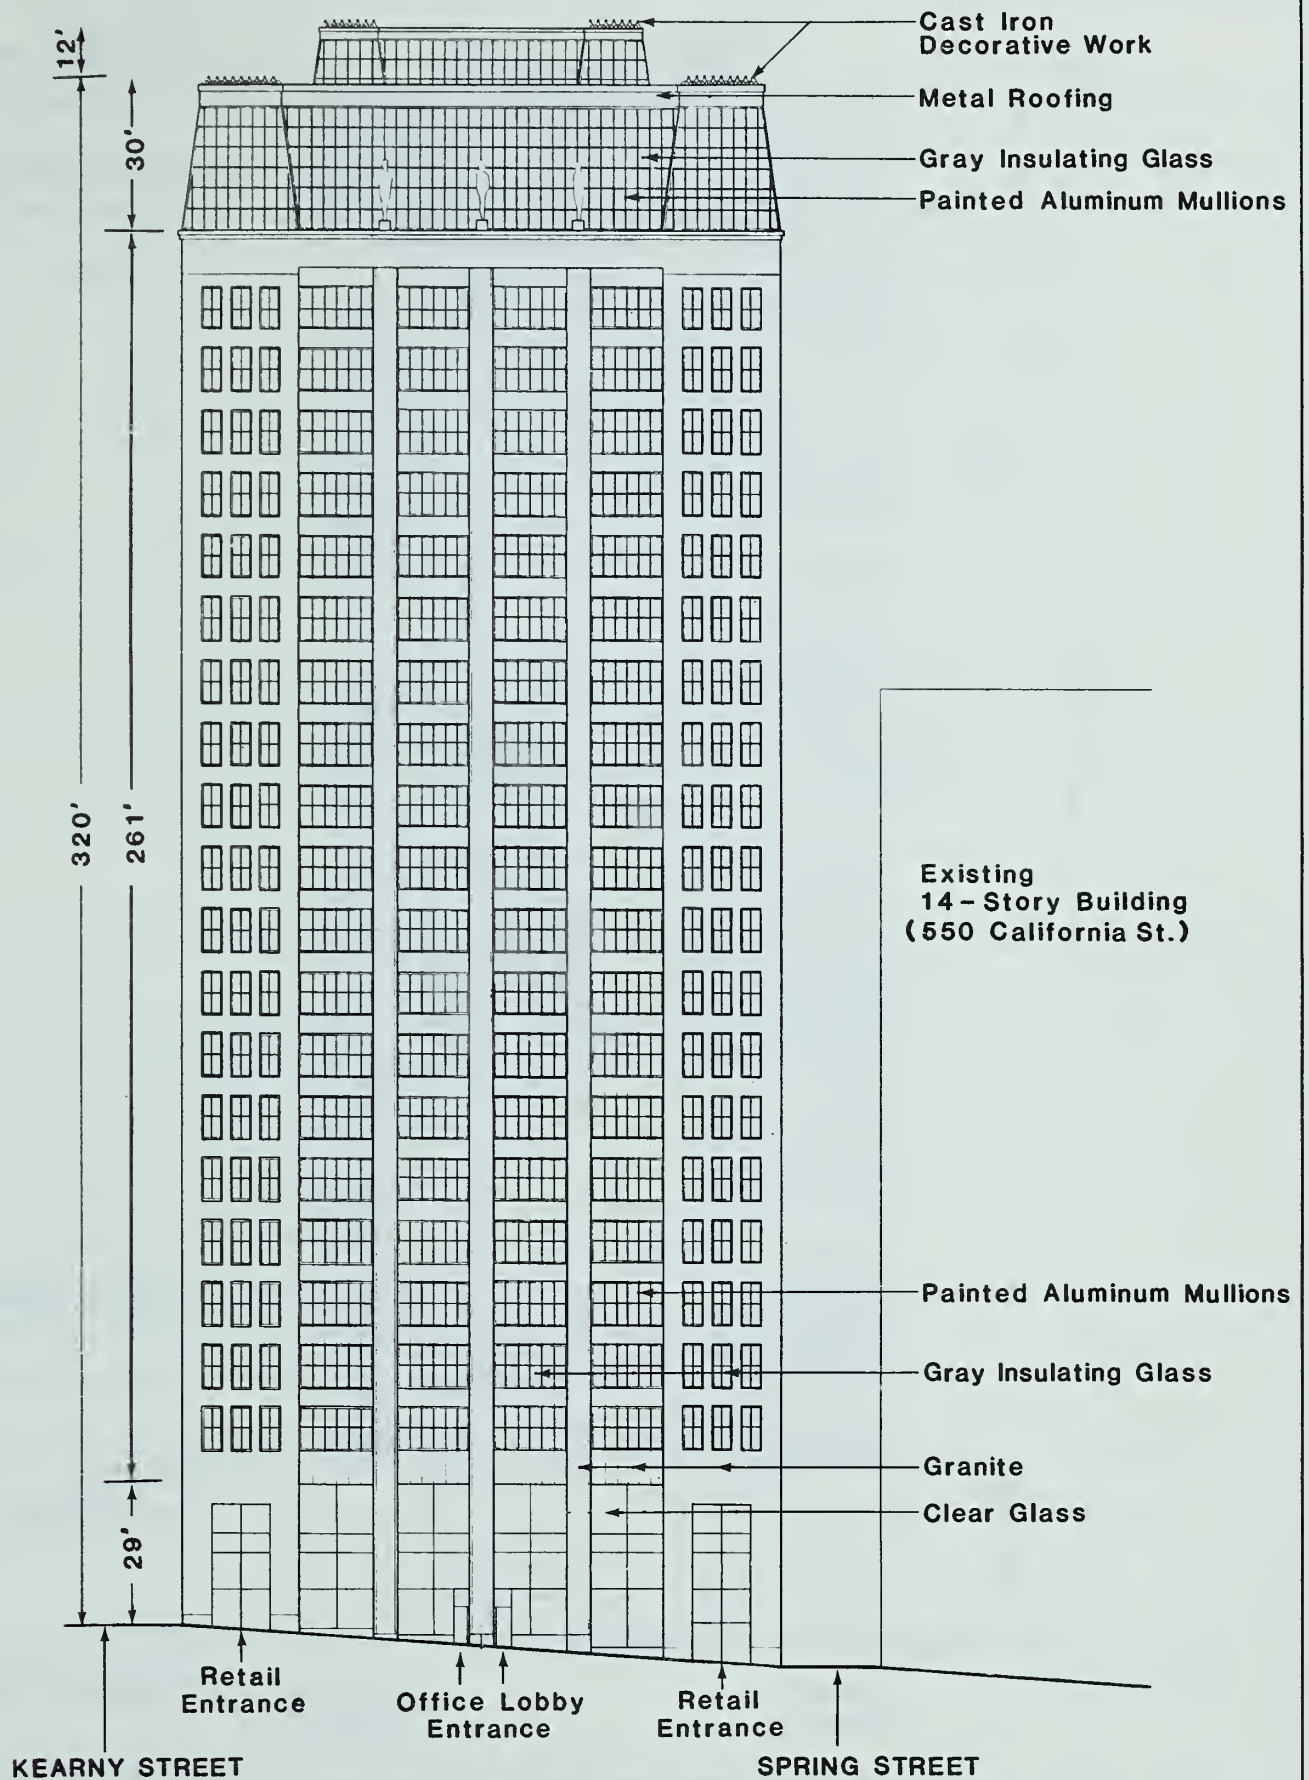 12'
Cast Iron
Decorative Work
Metal Roofing
30'
Gray Insulating Glass
Painted Aluminum Mullions
320'
261'
Existing
14-Story Building
(550 California St.)
Painted Aluminum Mullions
Gray Insulating Glass
Granite
Clear Glass
29'
Retail
Entrance
Office Lobby
Entrance
Retail
Entrance
KEARNY STREET
SPRING STREET